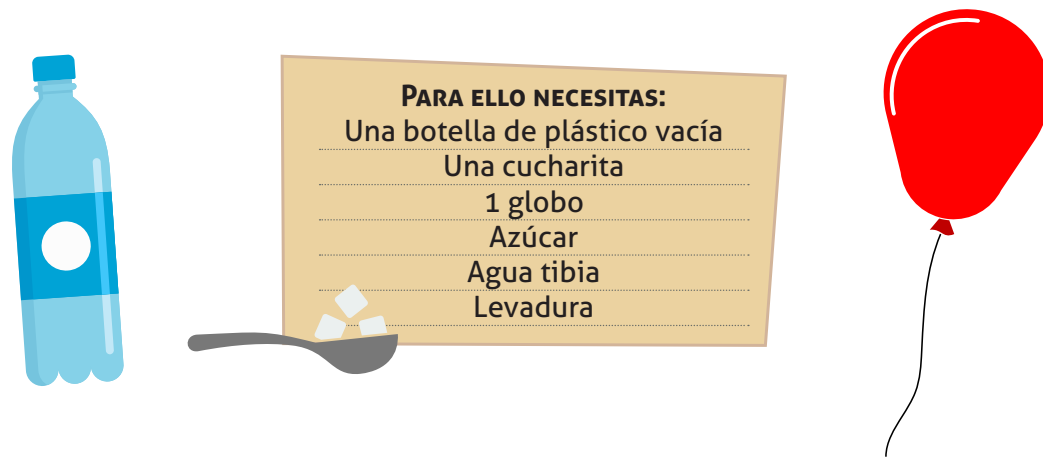 PARA ELLO NECESITAS:
Una botella de plástico vacía
Una cucharita
1 globo
Azúcar
Agua tibia
Levadura